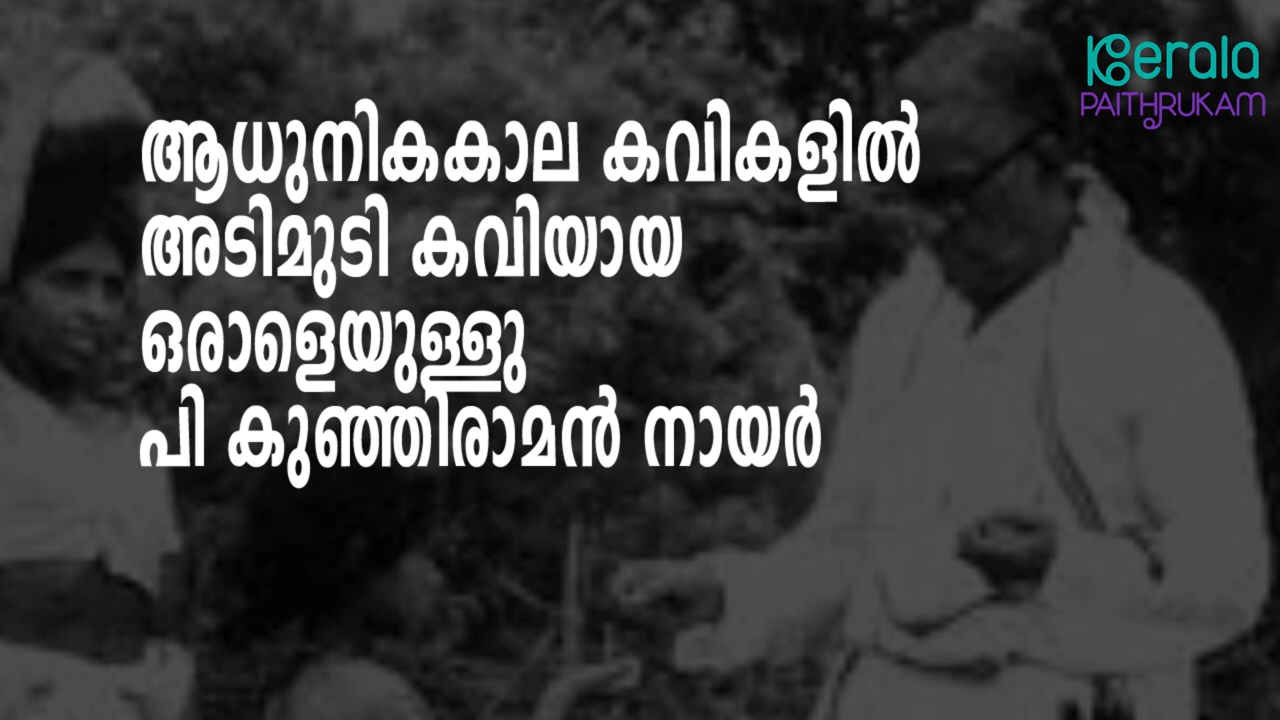 Kerala
PAITHRUKAM
ആധുനികകാല കവികളിൽ
അടിമുടി കവിയായ
ഒരാളെയുള്ളു
പി കുഞ്ഞിരാമൻ നായർ